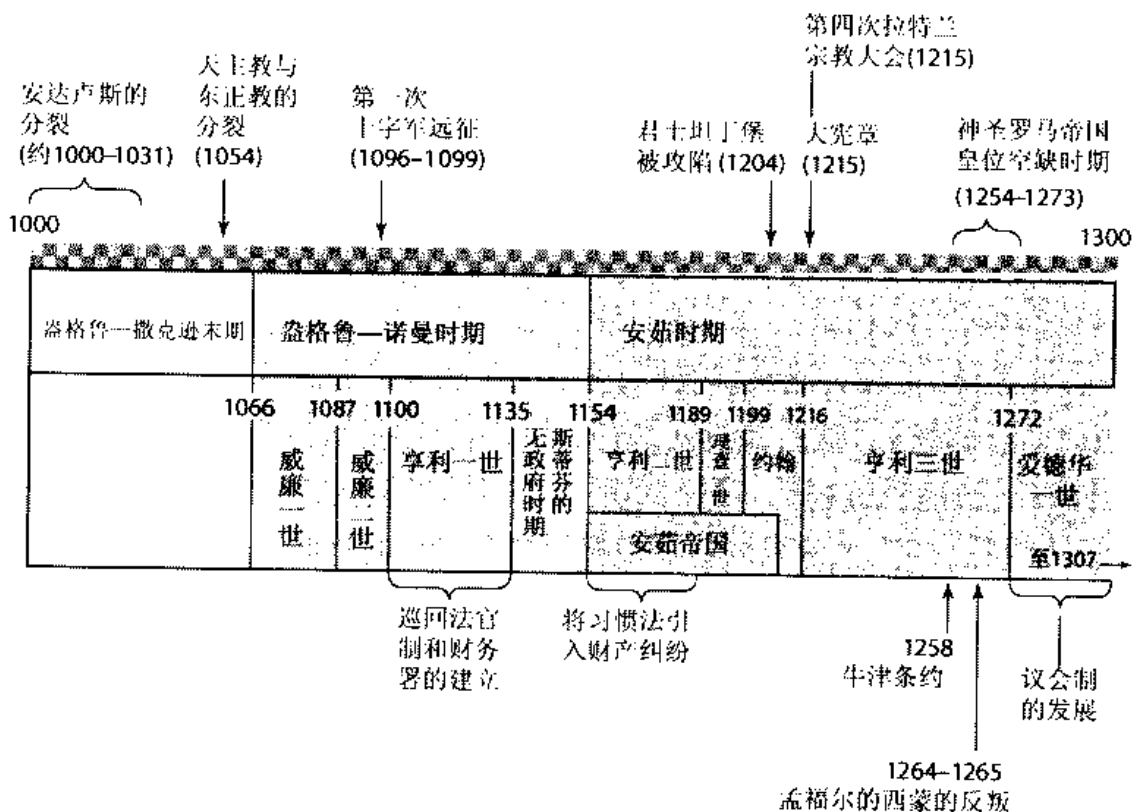 安达卢斯的
分裂
(约1000–1031)
天主教与
东正教的
分裂
(1054)
第一次
十字军远征
(1096–1099)
君士坦丁堡
被攻陷(1204)
第四次拉特兰
宗教大会(1215)
大宪章
(1215)
神圣罗马帝国
皇位空缺时期
(1254–1273)
1000
1300
盎格鲁—撒克逊末期
盎格鲁—诺曼时期
安茹时期
1066
1087
1100
1135
1154
1189
1199
1216
1272
威廉一世
威廉二世
亨利一世
斯蒂芬的
无政府时期
亨利二世
理查一世
约翰
亨利三世
爱德华
一世
安茹帝国
至1307
巡回法官
制和财务
署的建立
将习惯法引
入财产纠纷
1258
牛津条约
议会制
的发展
1264–1265
孟福尔的西蒙的反叛